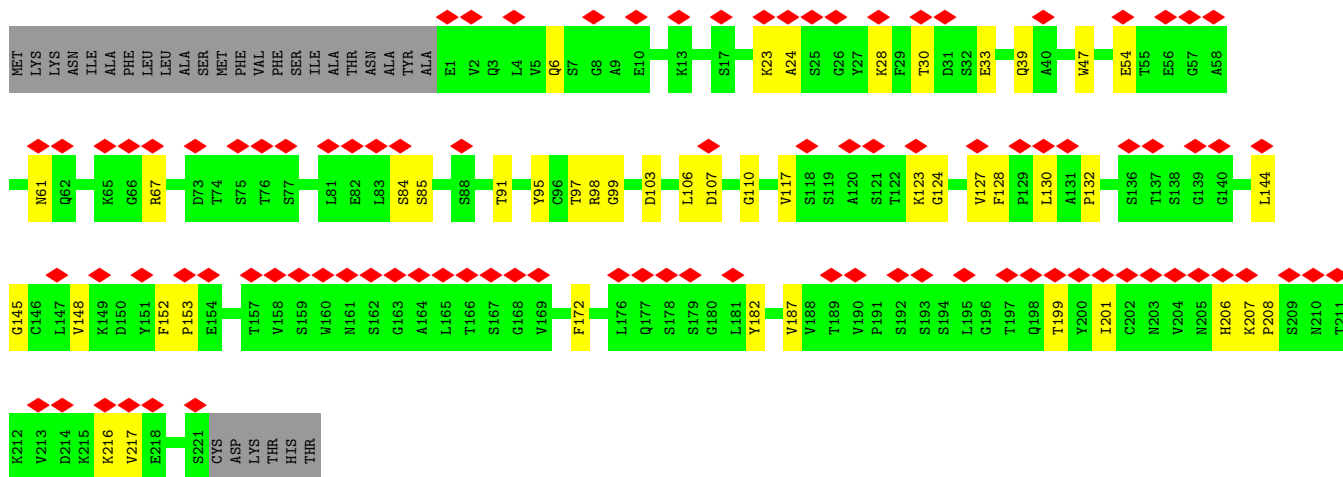 MET LYS LYS ASN ILE ALA PHE LEU LEU ALA SER MET PHE VAL PHE SER ILE ALA THR ASN ALA TYR ALA E1 V2 Q3 L4 V5 Q6 S7 G8 A9 E10 K13 S17 K23 A24 S25 G26 Y27 K28 F29 T30 D31 S32 E33 Q39 A40 W47 E54 T55 E56 G57 A58
N61 Q62 K65 G66 R67 D73 T74 S75 T76 S77 L81 E82 L83 S84 S85 S88 T91 Y95 C96 T97 R98 G99 D103 L106 D107 G110 V117 S118 S119 A120 S121 T122 K123 G124 V127 F128 P129 L130 A131 P132 S136 T137 S138 G139 G140 L144
G145 C146 L147 V148 K149 D150 Y151 F152 P153 E154 T157 V158 S159 W160 N161 S162 G163 A164 L165 T166 S167 G168 V169 F172 L176 Q177 S178 S179 G180 L181 Y182 V187 V188 T189 V190 P191 S192 S193 S194 L195 G196 T197 Q198 T199 Y200 I201 C202 N203 V204 N205 H206 K207 P208 S209 N210 T211
K212 V213 D214 K215 K216 V217 E218 S221 CYS ASP LYS THR HIS THR